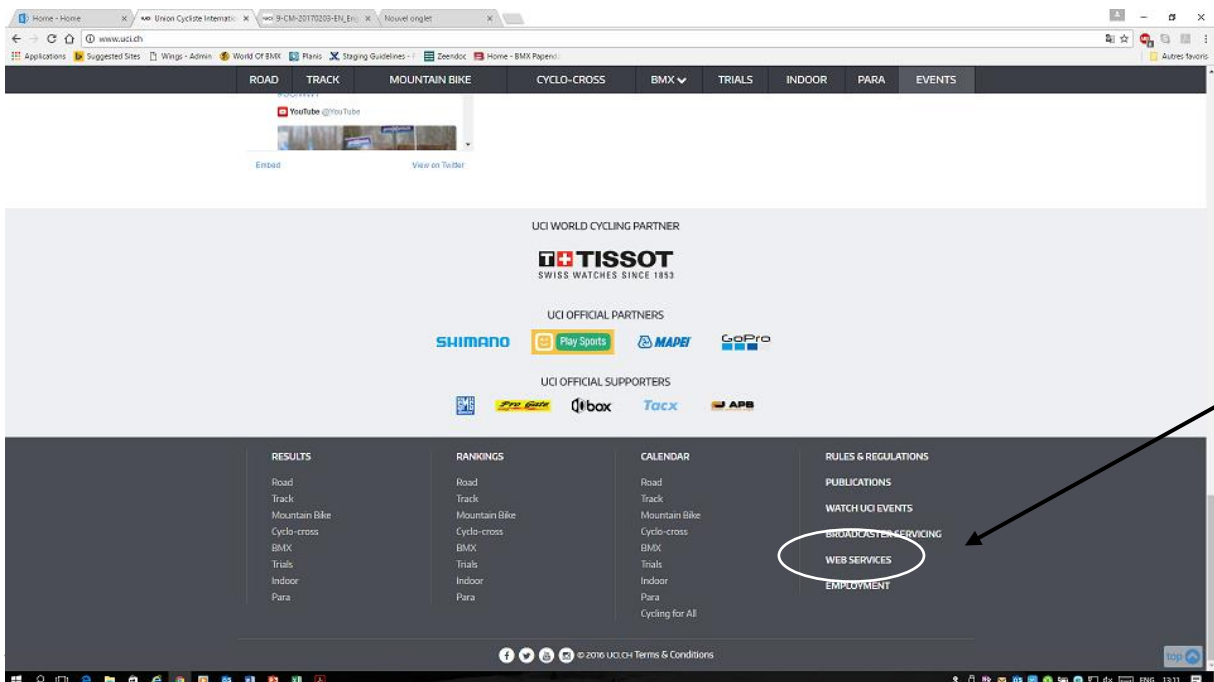 Home - Home
Union Cycliste Internatio
9-CM-20170203-EN_Eng
Nouvel onglet
www.uci.ch
Applications Suggested Sites Wings - Admin World Of BMX Planis Staging Guidelines - Zeendoc Home - BMX Papend
Autres favoris
ROAD TRACK MOUNTAIN BIKE CYCLO-CROSS BMX TRIALS INDOOR PARA EVENTS
YouTube @YouTube
Embed View on Twitter
UCI WORLD CYCLING PARTNER
T+ TISSOT
SWISS WATCHES SINCE 1853
UCI OFFICIAL PARTNERS
SHIMANO Play Sports MAPEI GoPro
UCI OFFICIAL SUPPORTERS
SMS Pro Gate box Tacx APB
RESULTS
Road
Track
Mountain Bike
Cyclo-cross
BMX
Trials
Indoor
Para
RANKINGS
Road
Track
Mountain Bike
Cyclo-cross
BMX
Trials
Indoor
Para
CALENDAR
Road
Track
Mountain Bike
Cyclo-cross
BMX
Trials
Indoor
Para
Cycling for All
RULES & REGULATIONS
PUBLICATIONS
WATCH UCI EVENTS
BROADCASTER SERVICING
WEB SERVICES
EMPLOYMENT
© 2016 UCI.CH Terms & Conditions
top
ENG 13:11